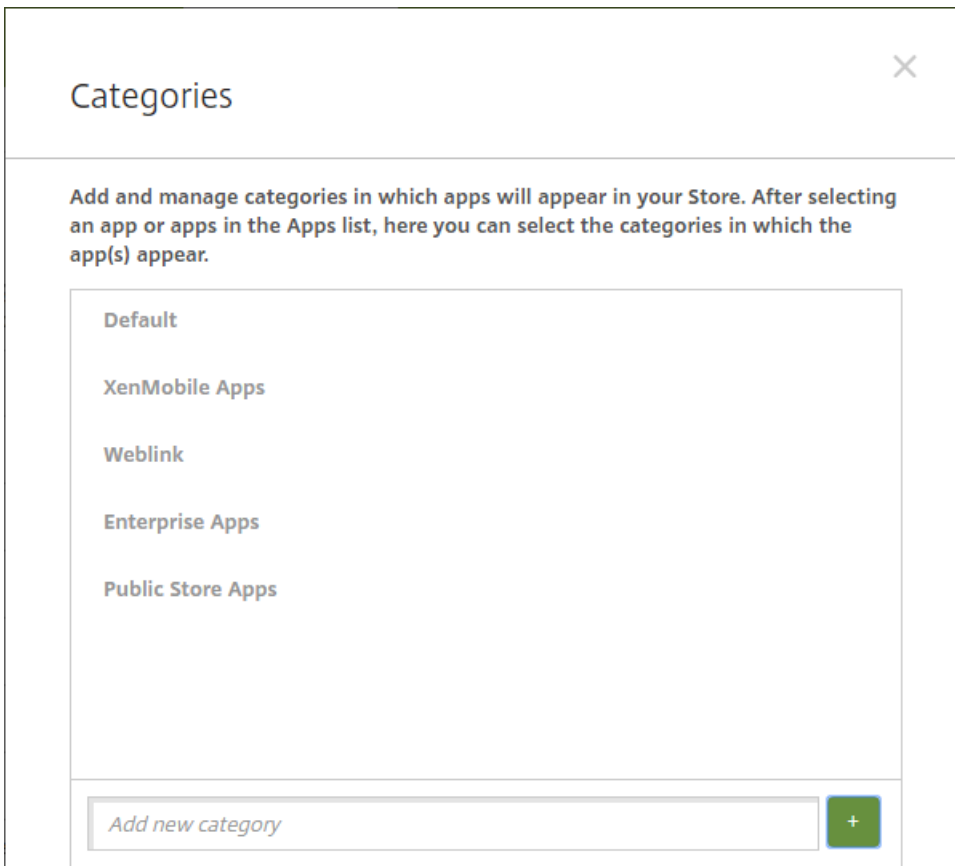 Categories
Add and manage categories in which apps will appear in your Store. After selecting
an app or apps in the Apps list, here you can select the categories in which the
app(s) appear.
Default
XenMobile Apps
Weblink
Enterprise Apps
Public Store Apps
Add new category
+